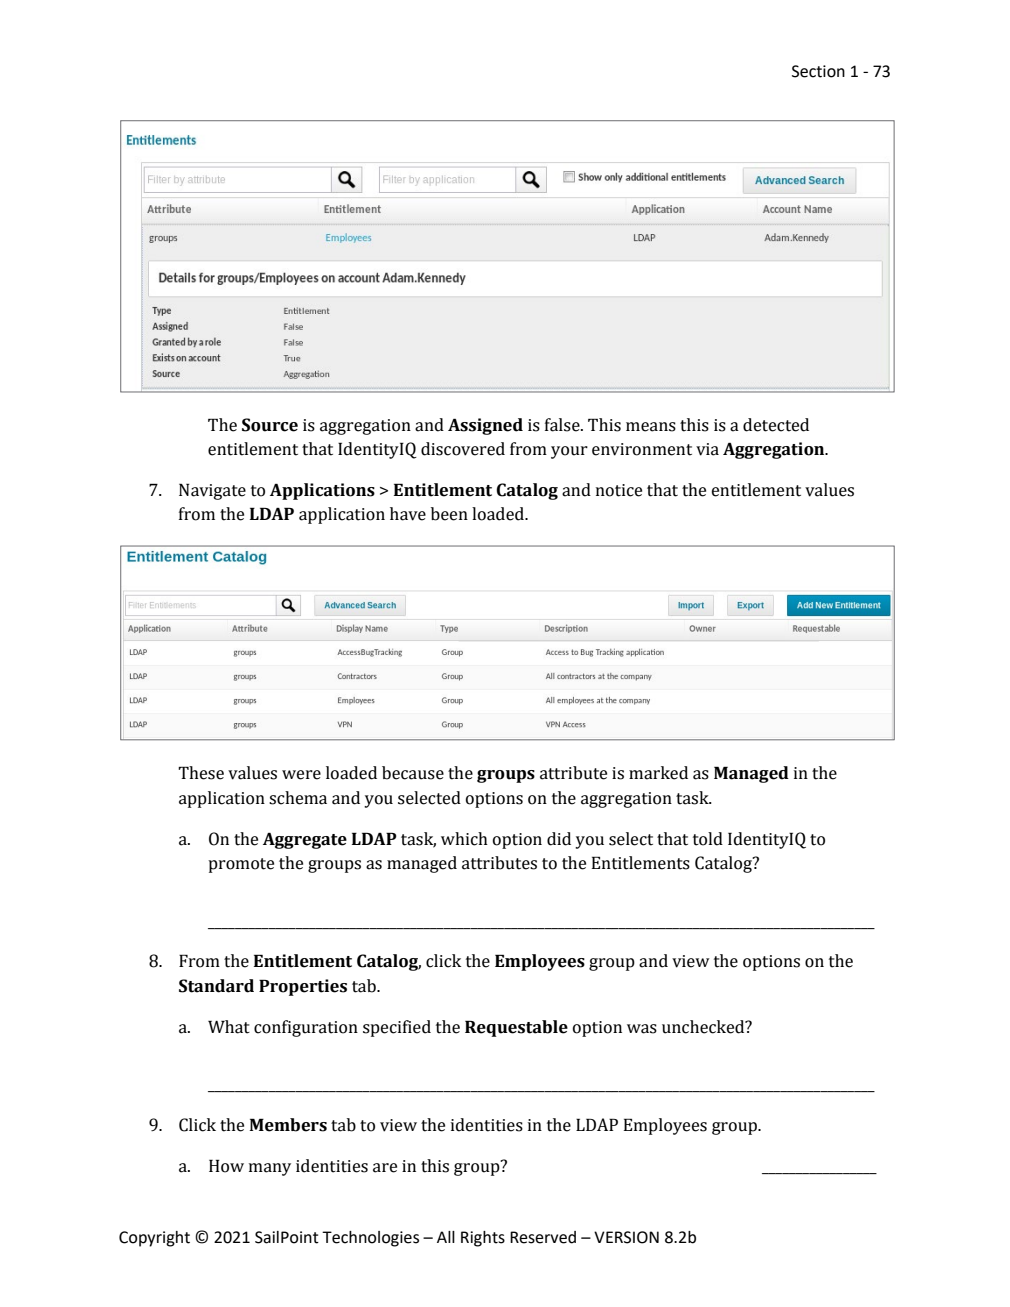 Section 1 - 73
Entitlements
Filter by attribute Filter by application Show only additional entitlements Advanced Search
Attribute Entitlement Application Account Name
groups Employees LDAP Adam.Kennedy
Details for groups/Employees on account Adam.Kennedy
Type Entitlement
Assigned False
Granted by a role False
Exists on account True
Source Aggregation
The Source is aggregation and Assigned is false. This means this is a detected
entitlement that IdentityIQ discovered from your environment via Aggregation.
7. Navigate to Applications > Entitlement Catalog and notice that the entitlement values
from the LDAP application have been loaded.
Entitlement Catalog
Filter Entitlements Advanced Search Import Export Add New Entitlement
Application Attribute Display Name Type Description Owner Requestable
LDAP groups AccessBugTracking Group Access to Bug Tracking application
LDAP groups Contractors Group All contractors at the company
LDAP groups Employees Group All employees at the company
LDAP groups VPN Group VPN Access
These values were loaded because the groups attribute is marked as Managed in the
application schema and you selected options on the aggregation task.
a. On the Aggregate LDAP task, which option did you select that told IdentityIQ to
promote the groups as managed attributes to the Entitlements Catalog?
8. From the Entitlement Catalog, click the Employees group and view the options on the
Standard Properties tab.
a. What configuration specified the Requestable option was unchecked?
9. Click the Members tab to view the identities in the LDAP Employees group.
a. How many identities are in this group?
Copyright © 2021 SailPoint Technologies – All Rights Reserved – VERSION 8.2b